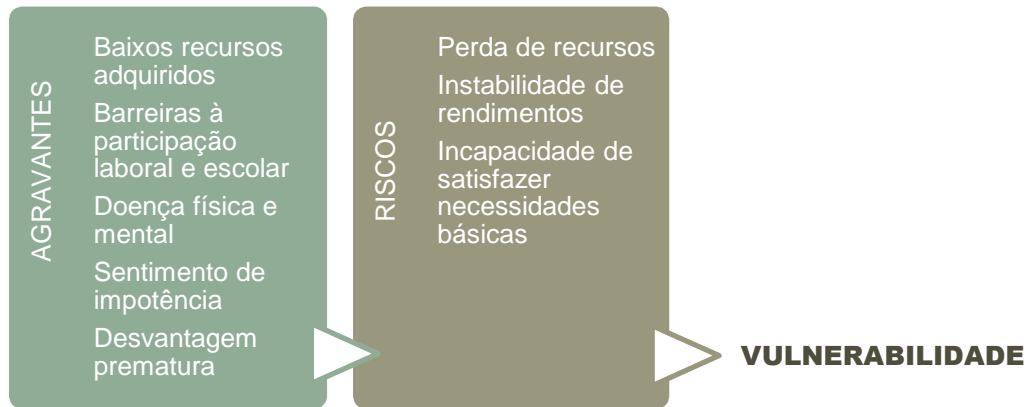 AGRAVANTES
Baixos recursos
adquiridos
Barreiras à
participação
laboral e escolar
Doença física e
mental
Sentimento de
impotência
Desvantagem
prematura
RISCOS
Perda de recursos
Instabilidade de
rendimentos
Incapacidade de
satisfazer
necessidades
básicas
VULNERABILIDADE